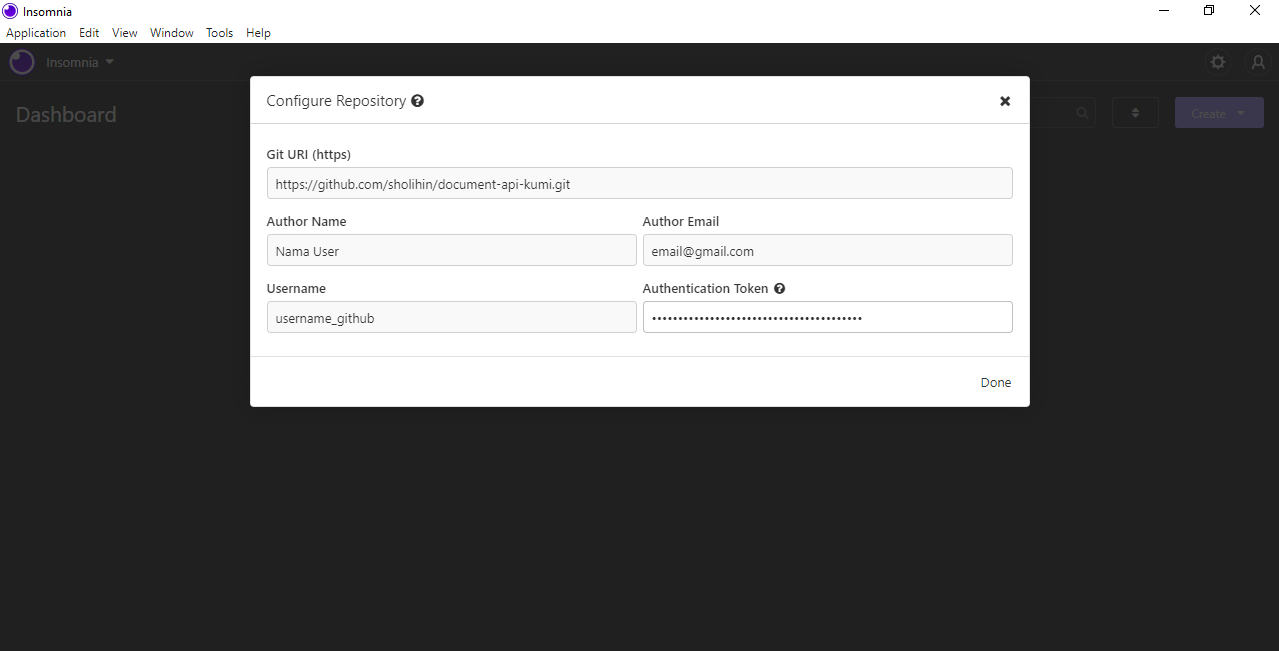 Insomnia
Application Edit View Window Tools Help
Insomnia
Dashboard
Create
Configure Repository
Git URI (https)
https://github.com/sholihin/document-api-kumi.git
Author Name Author Email
Nama User email@gmail.com
Username Authentication Token
username_github ••••••••••••••••••••••••••••••••••••••••
Done